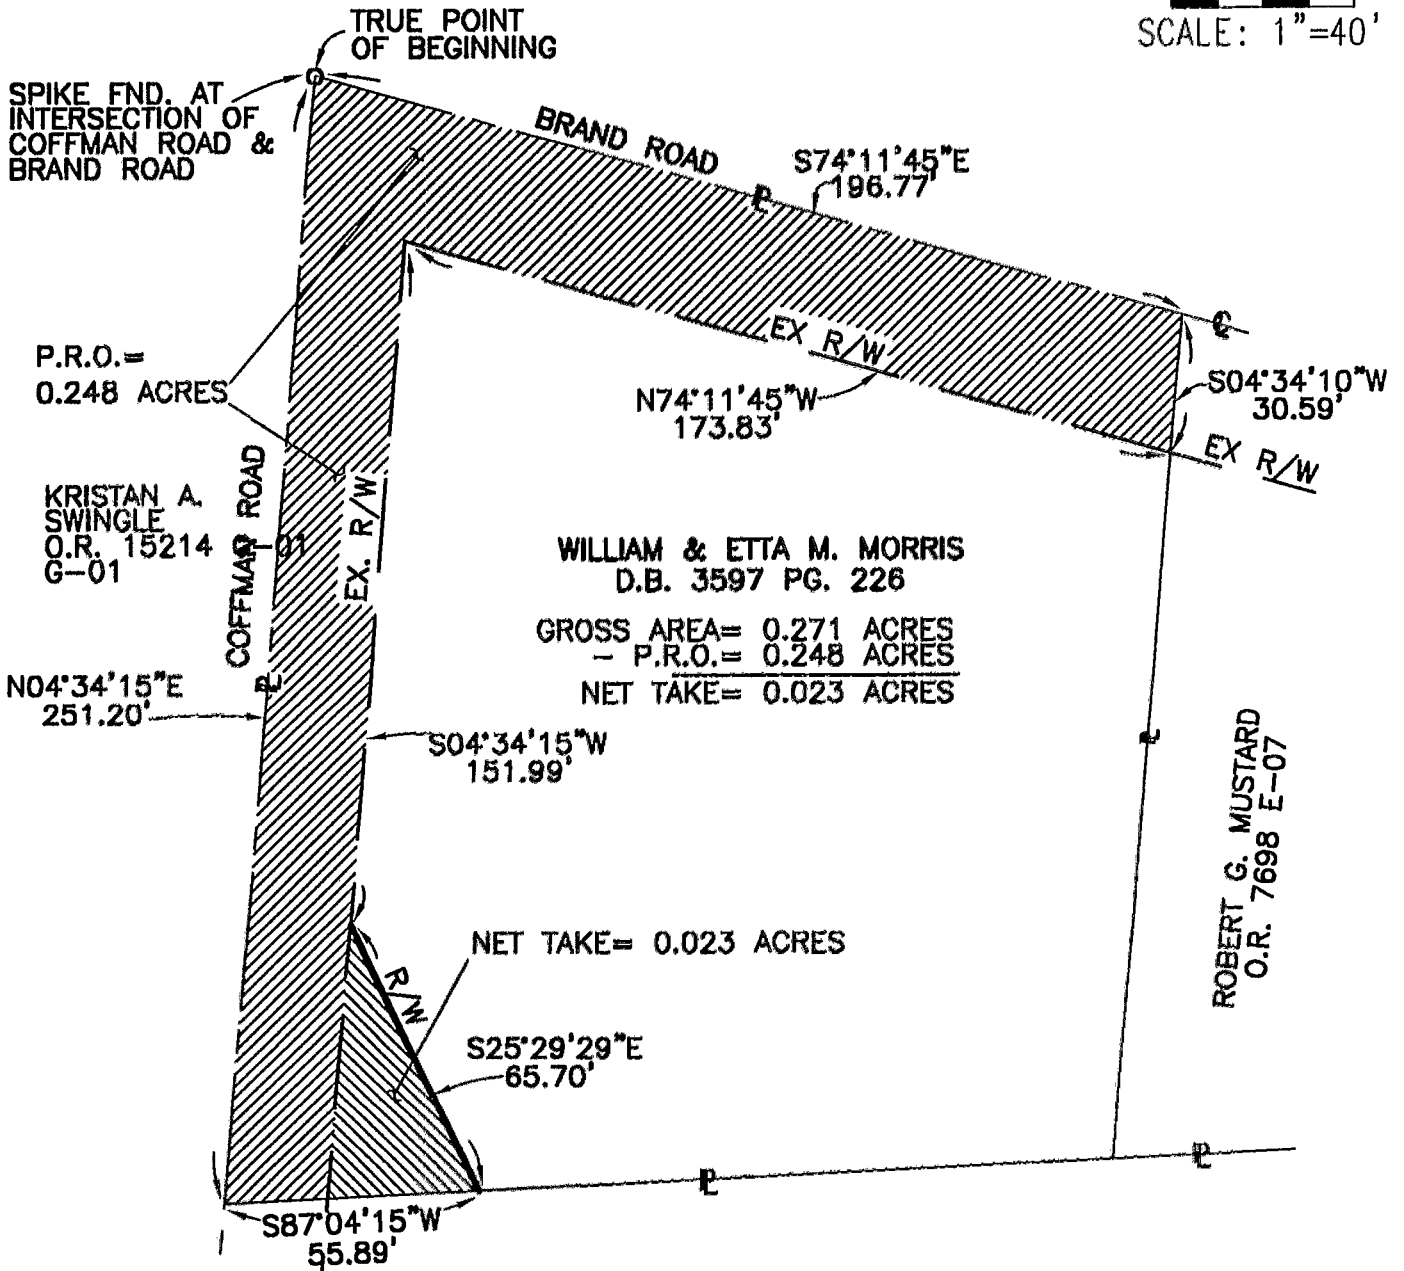 TRUE POINT
OF BEGINNING
SCALE: 1"=40'
SPIKE FND. AT
INTERSECTION OF
COFFMAN ROAD &
BRAND ROAD
BRAND ROAD
S74°11'45"E
196.77'
EX R/W
N74°11'45"W
173.83'
S04°34'10"W
30.59'
EX R/W
P.R.O.=
0.248 ACRES
KRISTAN A.
SWINGLE
O.R. 15214
G-01
COFFMAN ROAD
EX. R/W
WILLIAM & ETTA M. MORRIS
D.B. 3597 PG. 226
GROSS AREA= 0.271 ACRES
- P.R.O.= 0.248 ACRES
NET TAKE= 0.023 ACRES
N04°34'15"E
251.20'
S04°34'15"W
151.99'
ROBERT G. MUSTARD
O.R. 7698 E-07
NET TAKE= 0.023 ACRES
R/W
S25°29'29"E
65.70'
S87°04'15"W
55.89'